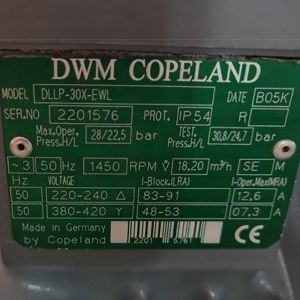 DWM COPELAND
MODEL DLLP-30X-EWL DATE B05K
SER.NO 2201576 PROT. IP54 R
Max.Oper. Press.H/L 28/22,5 bar TEST. Press.H/L 30,8/24,7 bar
~3 50 Hz 1450 RPM V̇ 18,20 m³/h SE M
Hz VOLTAGE I-Block.(LRA) I-Oper.Max(MRA)
50 220-240 Δ 83-91 12.6 A
50 380-420 Y 48-53 07.3 A
Made in Germany
by Copeland 2201 5761 CE